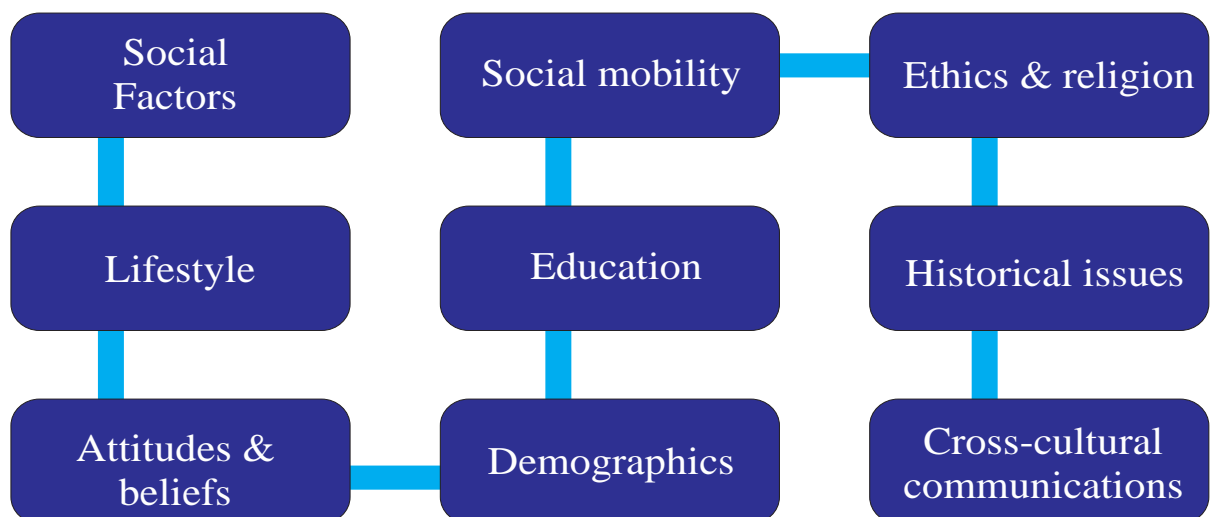 Social
Factors
Lifestyle
Attitudes &
beliefs
Demographics
Education
Social mobility
Ethics & religion
Historical issues
Cross-cultural
communications